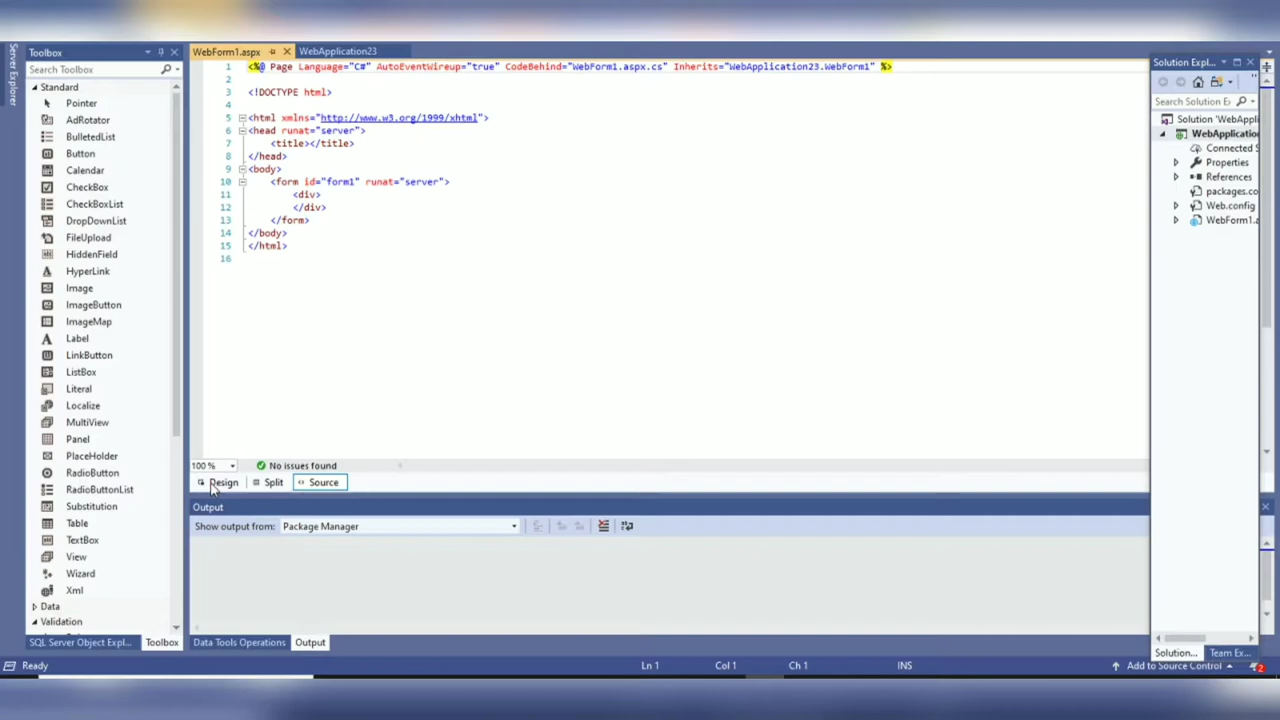 Server Explorer
Toolbox
Search Toolbox
Standard
Pointer
AdRotator
BulletedList
Button
Calendar
CheckBox
CheckBoxList
DropDownList
FileUpload
HiddenField
HyperLink
Image
ImageButton
ImageMap
Label
LinkButton
ListBox
Literal
Localize
MultiView
Panel
PlaceHolder
RadioButton
RadioButtonList
Substitution
Table
TextBox
View
Wizard
Xml
Data
Validation
SQL Server Object Expl... Toolbox
WebForm1.aspx WebApplication23
1 <%@ Page Language="C#" AutoEventWireup="true" CodeBehind="WebForm1.aspx.cs" Inherits="WebApplication23.WebForm1" %>
2
3 <!DOCTYPE html>
4
5 <html xmlns="http://www.w3.org/1999/xhtml">
6 <head runat="server">
7 <title></title>
8 </head>
9 <body>
10 <form id="form1" runat="server">
11 <div>
12 </div>
13 </form>
14 </body>
15 </html>
16
100 % No issues found
Design Split Source
Output
Show output from: Package Manager
Data Tools Operations Output
Solution Expl...
Search Solution E
Solution 'WebAppli
WebApplication
Connected S
Properties
References
packages.co
Web.config
WebForm1.a
Solution... Team Ex...
Ready Ln 1 Col 1 Ch 1 INS Add to Source Control 2